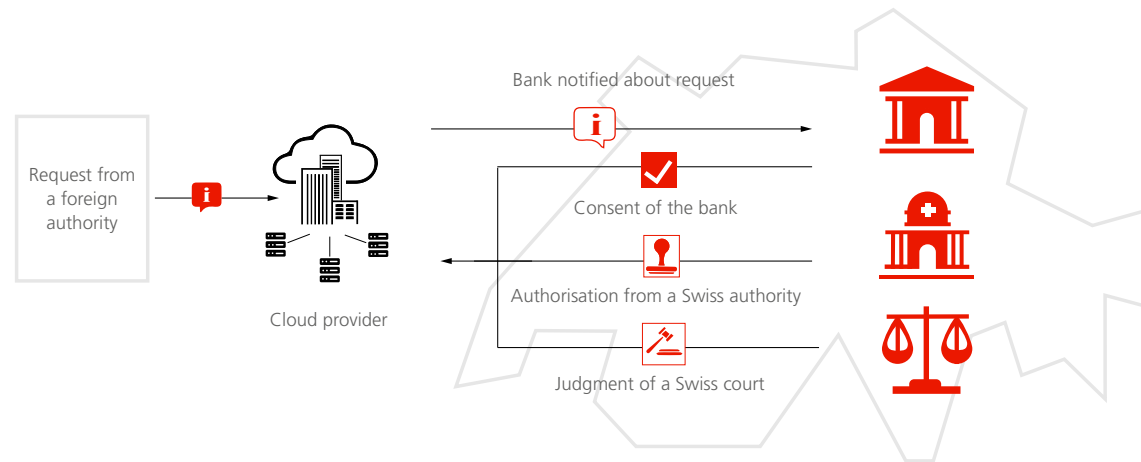 Bank notified about request
Request from
a foreign
authority
Consent of the bank
Authorisation from a Swiss authority
Cloud provider
Judgment of a Swiss court